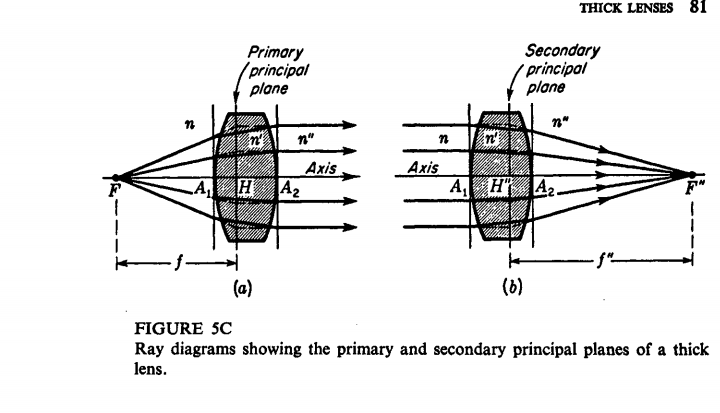 THICK LENSES 81
Primary
principal
plane
n
n'
n"
Axis
F
A1
H
A2
f
(a)
Secondary
principal
plane
n
n'
n"
Axis
A1
H"
A2
F"
f"
(b)
FIGURE 5C
Ray diagrams showing the primary and secondary principal planes of a thick
lens.